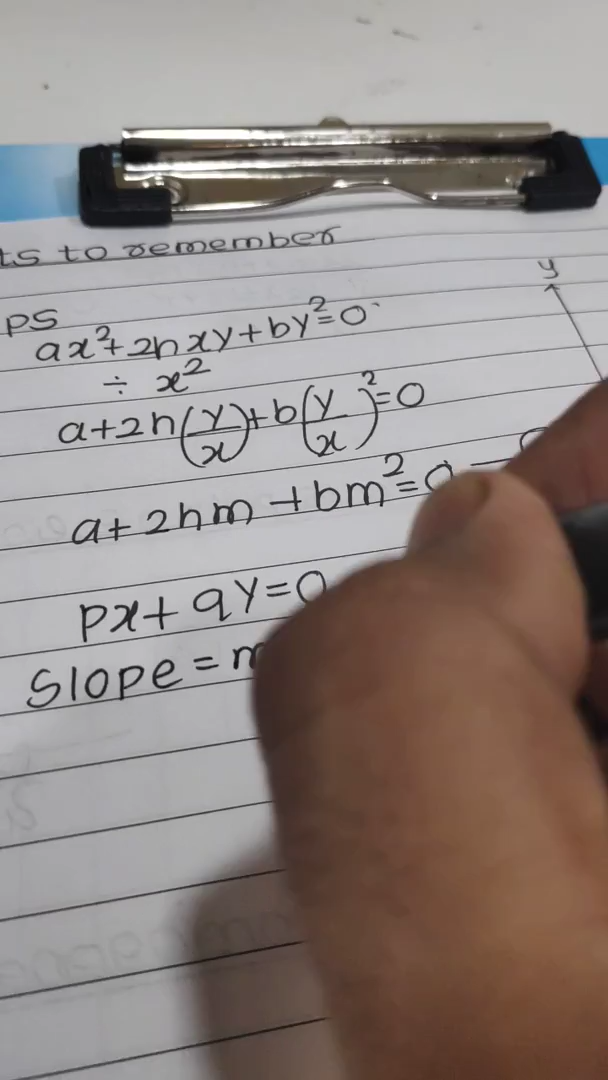 ts to remember
y
PS
ax²+2hxy+by²=0
÷ x²
a+2h(y/x)+b(y/x)²=0
a+2hm+bm²=0
px+qy=0
Slope = m